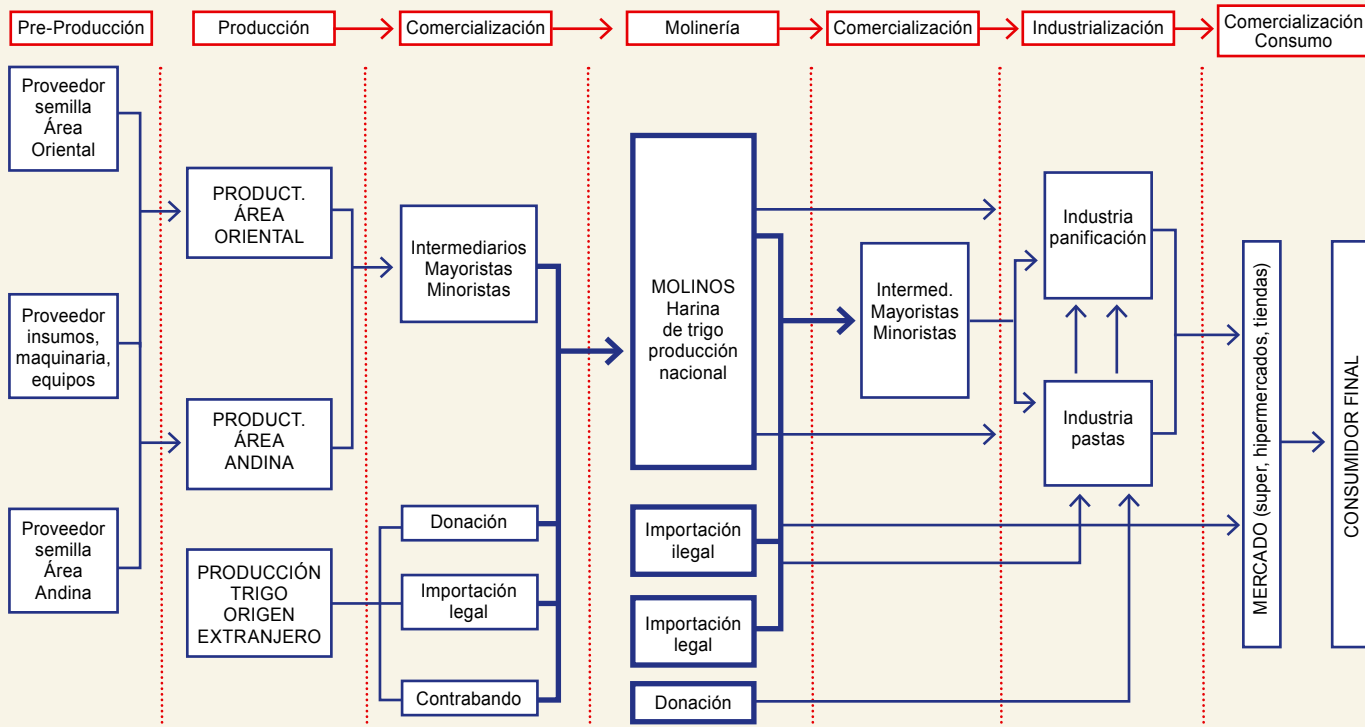 Pre-Producción
Producción
Comercialización
Molinería
Comercialización
Industrialización
Comercialización
Consumo
Proveedor
semilla
Área
Oriental
Proveedor
insumos,
maquinaria,
equipos
Proveedor
semilla
Área
Andina
PRODUCT.
ÁREA
ORIENTAL
PRODUCT.
ÁREA
ANDINA
PRODUCCIÓN
TRIGO
ORIGEN
EXTRANJERO
Intermediarios
Mayoristas
Minoristas
Donación
Importación
legal
Contrabando
MOLINOS
Harina
de trigo
producción
nacional
Importación
ilegal
Importación
legal
Donación
Intermed.
Mayoristas
Minoristas
Industria
panificación
Industria
pastas
MERCADO (super, hipermercados, tiendas)
CONSUMIDOR FINAL